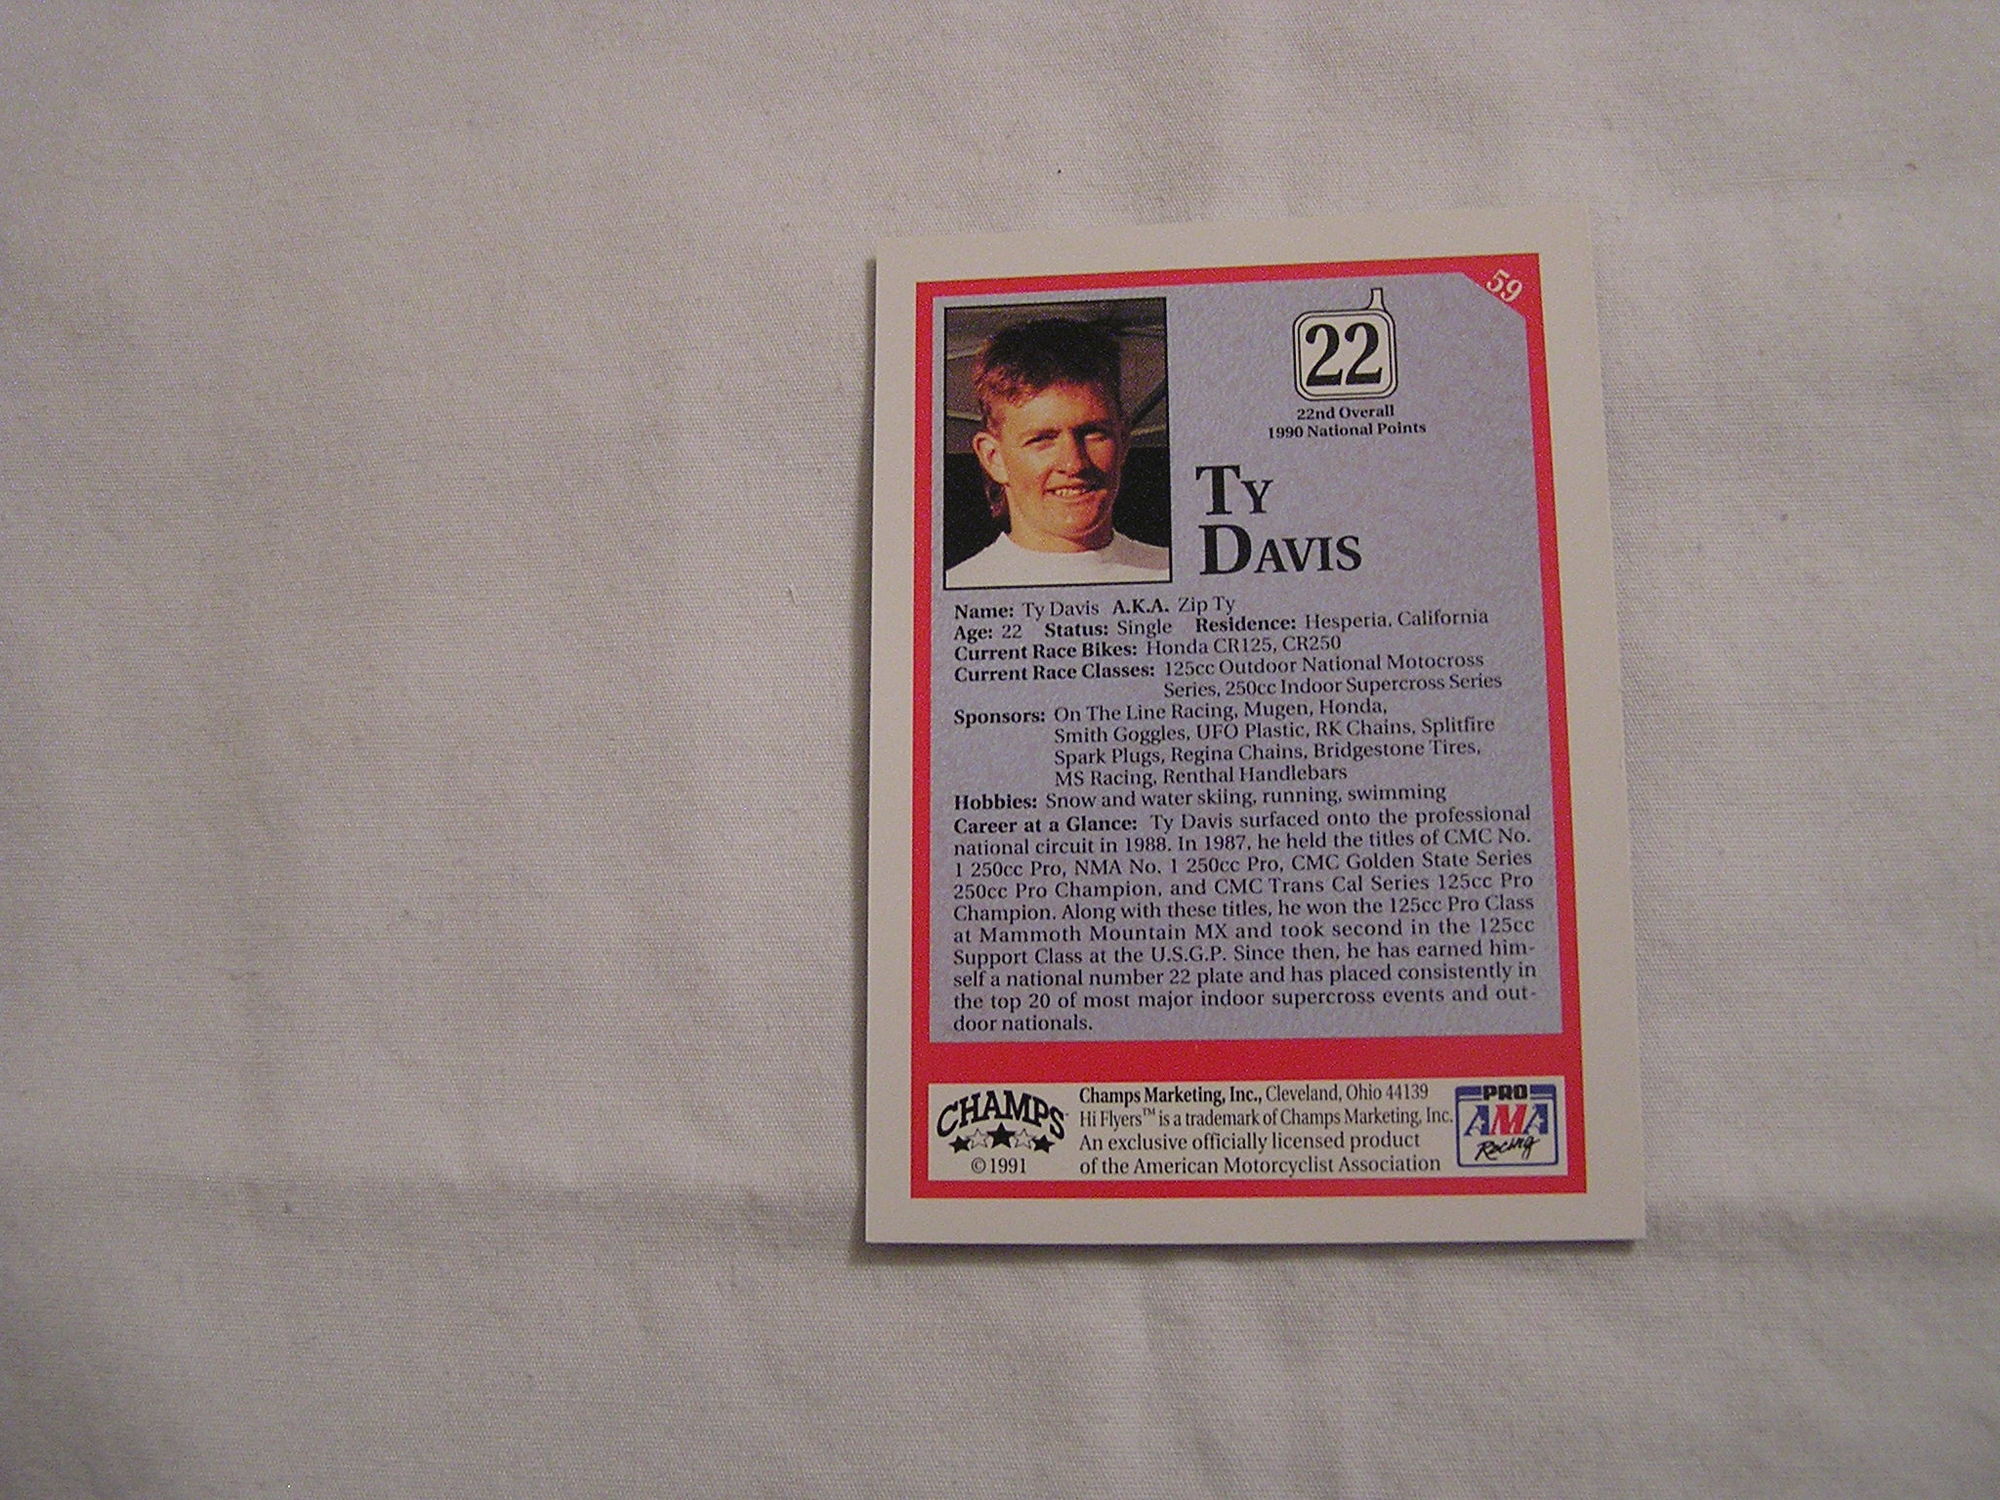 59
22
22nd Overall
1990 National Points
TY
DAVIS
Name: Ty Davis A.K.A. Zip Ty
Age: 22 Status: Single Residence: Hesperia, California
Current Race Bikes: Honda CR125, CR250
Current Race Classes: 125cc Outdoor National Motocross
Series, 250cc Indoor Supercross Series
Sponsors: On The Line Racing, Mugen, Honda,
Smith Goggles, UFO Plastic, RK Chains, Splitfire
Spark Plugs, Regina Chains, Bridgestone Tires,
MS Racing, Renthal Handlebars
Hobbies: Snow and water skiing, running, swimming
Career at a Glance: Ty Davis surfaced onto the professional
national circuit in 1988. In 1987, he held the titles of CMC No.
1 250cc Pro, NMA No. 1 250cc Pro, CMC Golden State Series
250cc Pro Champion, and CMC Trans Cal Series 125cc Pro
Champion. Along with these titles, he won the 125cc Pro Class
at Mammoth Mountain MX and took second in the 125cc
Support Class at the U.S.G.P. Since then, he has earned him-
self a national number 22 plate and has placed consistently in
the top 20 of most major indoor supercross events and out-
door nationals.
CHAMPS
©1991
Champs Marketing, Inc., Cleveland, Ohio 44139
Hi Flyers™ is a trademark of Champs Marketing, Inc.
An exclusive officially licensed product
of the American Motorcyclist Association
PRO
AMA
Racing